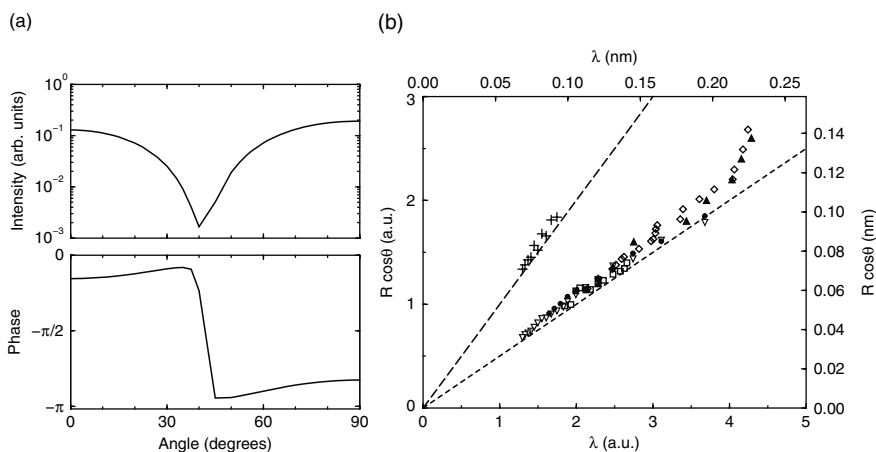 (a)
(b)
10⁰
10⁻¹
10⁻²
10⁻³
Intensity (arb. units)
0
−π/2
−π
Phase
0 30 60 90
Angle (degrees)
λ (nm)
0.00 0.05 0.10 0.15 0.20 0.25
3
2
1
0
R cosθ (a.u.)
0.14
0.12
0.10
0.08
0.06
0.04
0.02
0.00
R cosθ (nm)
0 1 2 3 4 5
λ (a.u.)